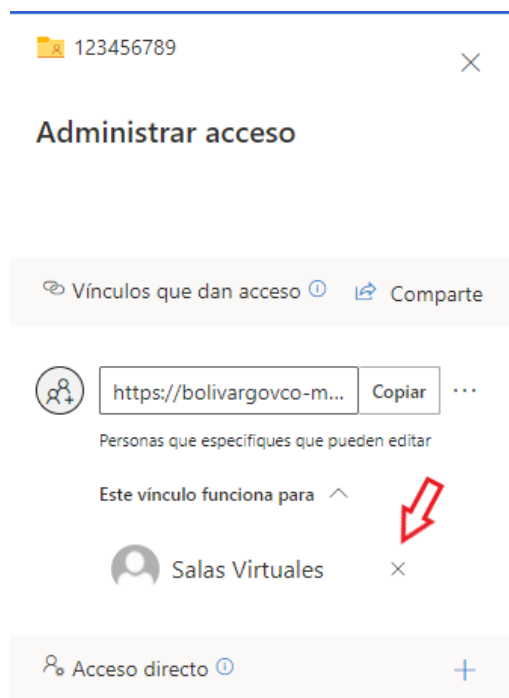 123456789
Administrar acceso
Vínculos que dan acceso Comparte
https://bolivargovco-m... Copiar ...
Personas que especifiques que pueden editar
Este vínculo funciona para
Salas Virtuales
Acceso directo